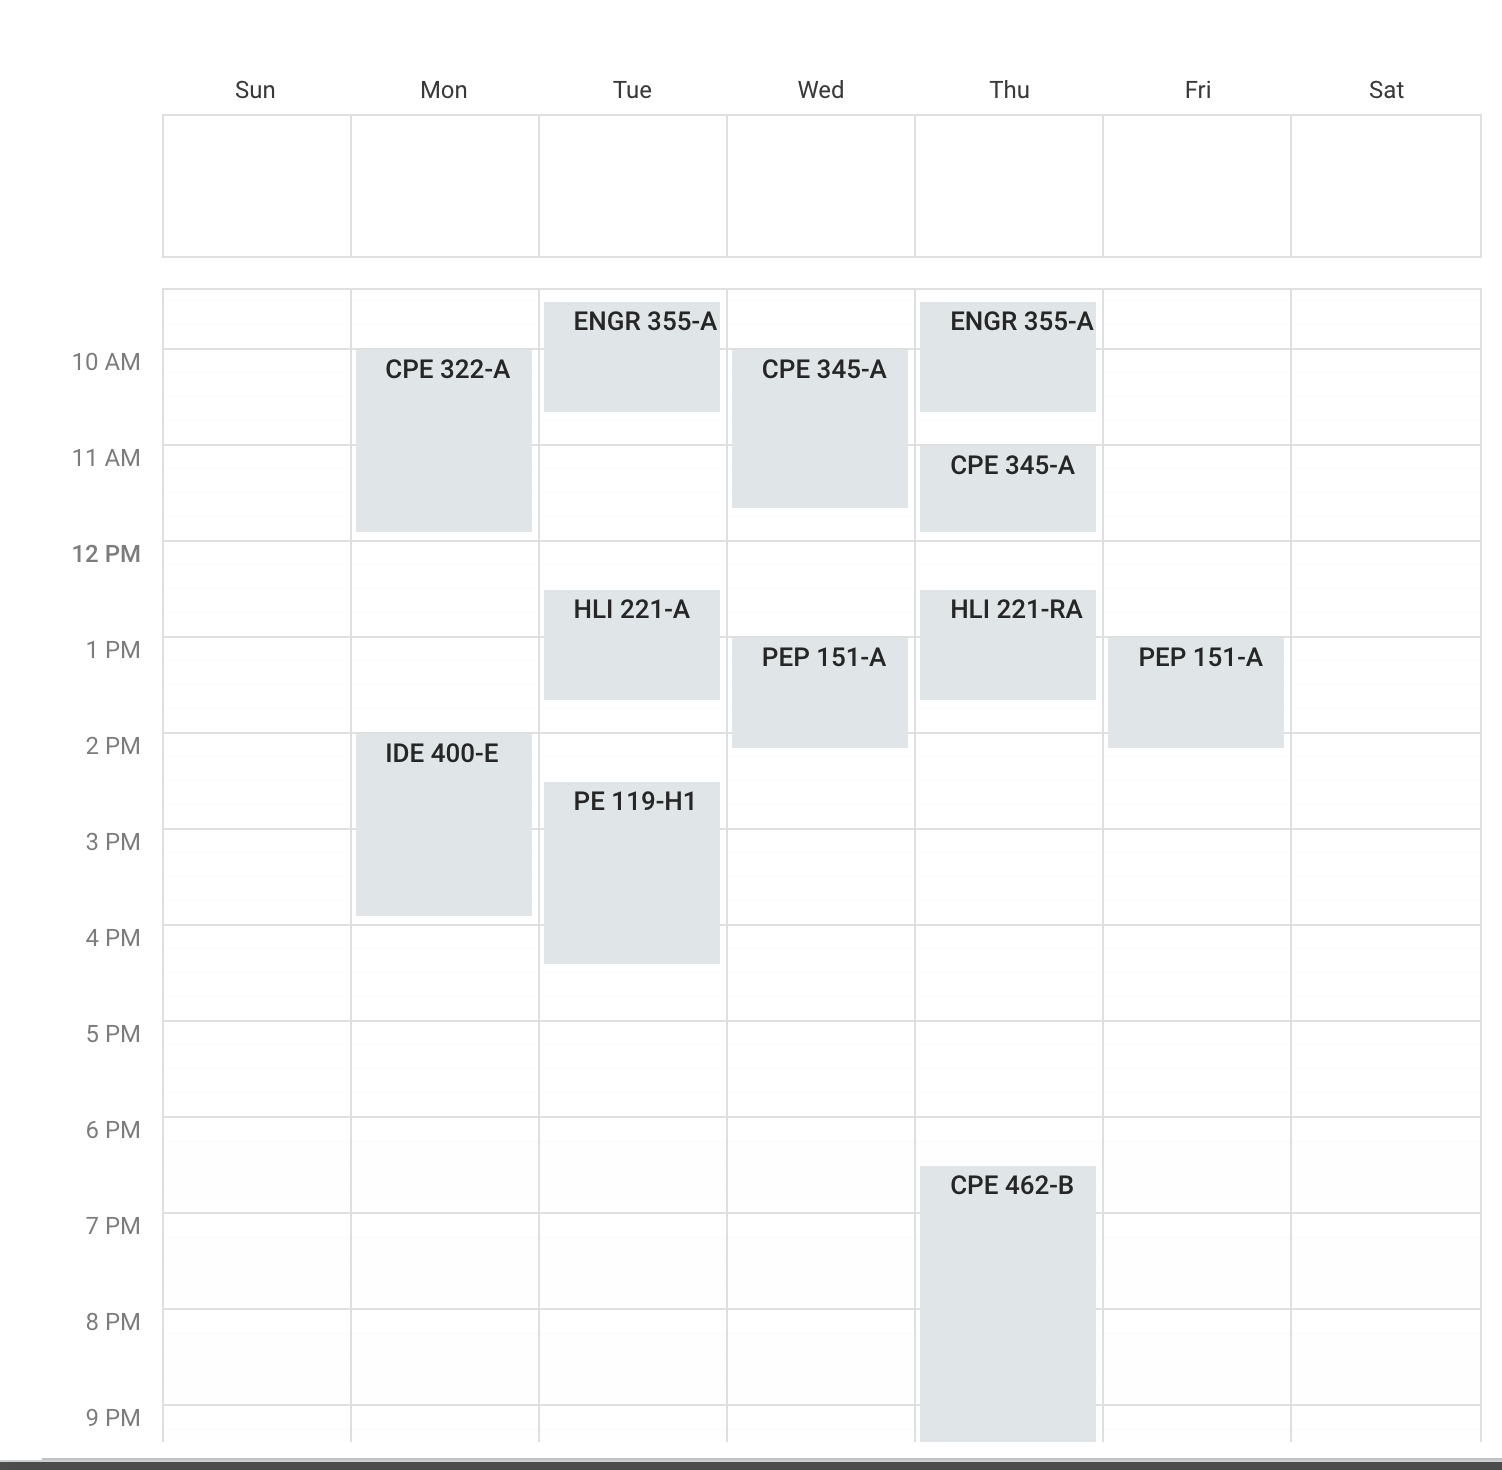 Sun Mon Tue Wed Thu Fri Sat
ENGR 355-A ENGR 355-A
10 AM
CPE 322-A CPE 345-A
11 AM
CPE 345-A
12 PM
HLI 221-A HLI 221-RA
1 PM
PEP 151-A PEP 151-A
2 PM
IDE 400-E
PE 119-H1
3 PM
4 PM
5 PM
6 PM
CPE 462-B
7 PM
8 PM
9 PM